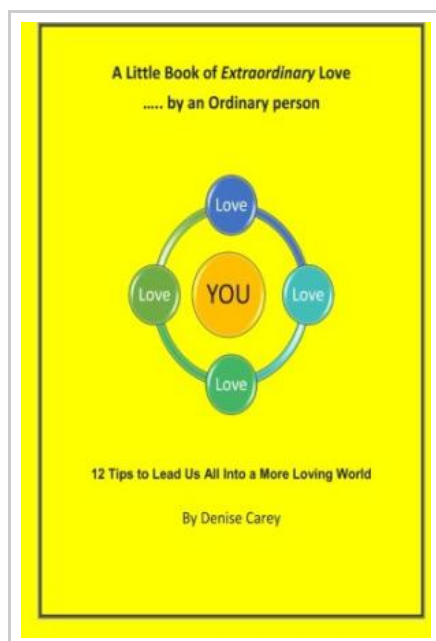 A Little Book of Extraordinary Love
..... by an Ordinary person
Love
Love
YOU
Love
Love
12 Tips to Lead Us All Into a More Loving World
By Denise Carey